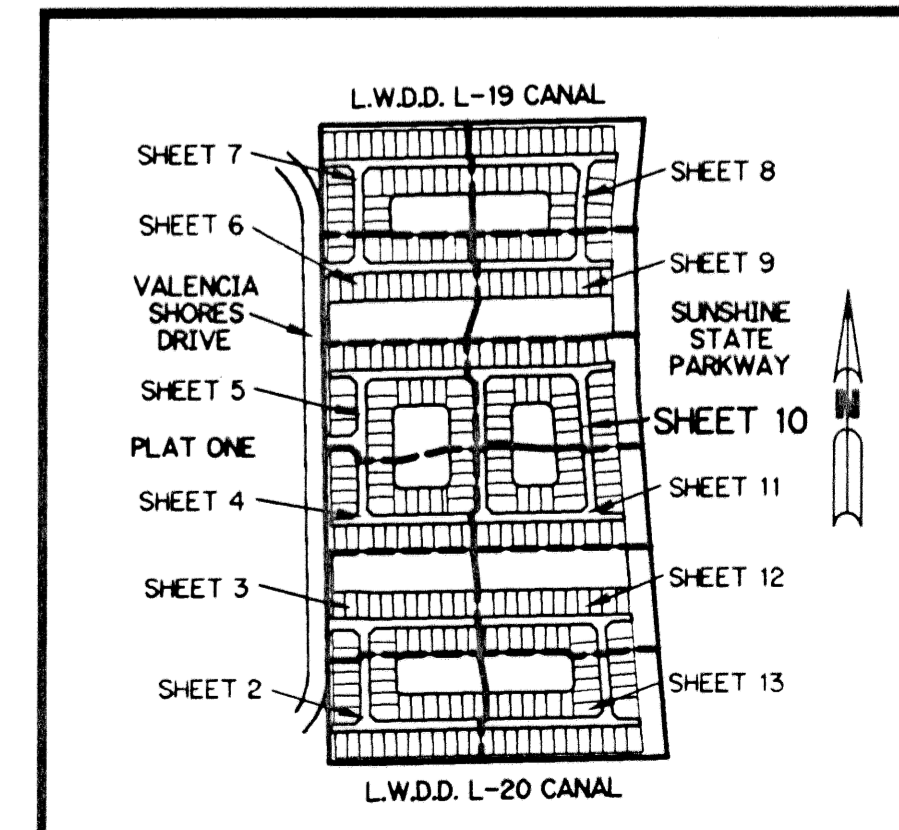 L.W.D.D. L-19 CANAL
SHEET 7
SHEET 8
SHEET 6
SHEET 9
VALENCIA
SHORES
DRIVE
SUNSHINE
STATE
PARKWAY
SHEET 5
SHEET 10
PLAT ONE
SHEET 4
SHEET 11
SHEET 3
SHEET 12
SHEET 2
SHEET 13
L.W.D.D. L-20 CANAL
N